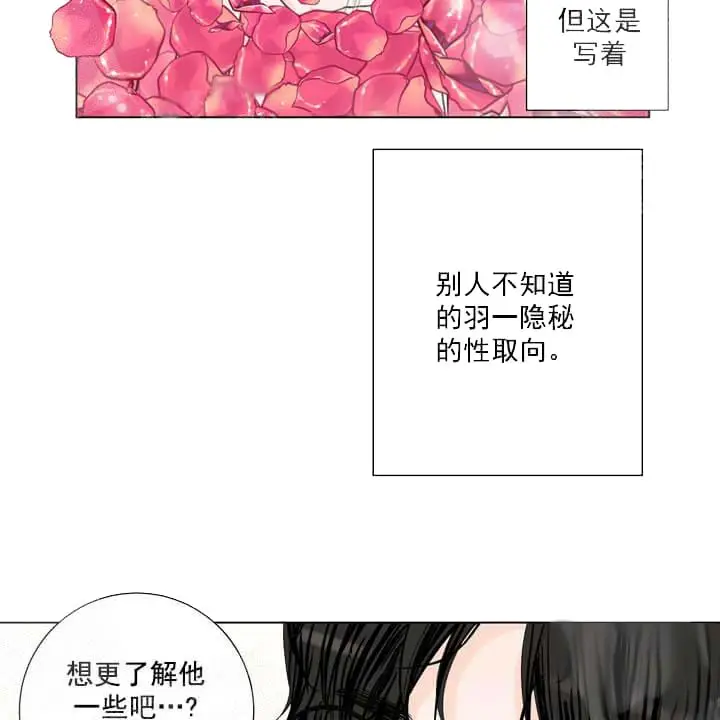 但这是
写着
别人不知道
的羽一隐秘
的性取向。
想更了解他
一些吧…?